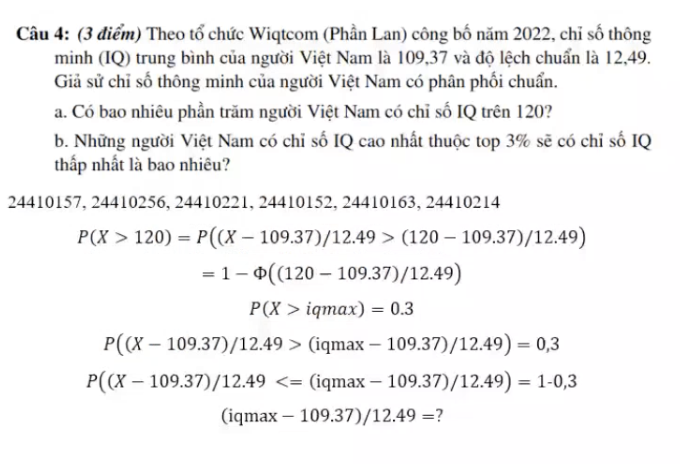 Câu 4: (3 điểm) Theo tổ chức Wiqtcom (Phần Lan) công bố năm 2022, chỉ số thông
minh (IQ) trung bình của người Việt Nam là 109,37 và độ lệch chuẩn là 12,49.
Giả sử chỉ số thông minh của người Việt Nam có phân phối chuẩn.
a. Có bao nhiêu phần trăm người Việt Nam có chỉ số IQ trên 120?
b. Những người Việt Nam có chỉ số IQ cao nhất thuộc top 3% sẽ có chỉ số IQ
thấp nhất là bao nhiêu?
24410157, 24410256, 24410221, 24410152, 24410163, 24410214
P(X > 120) = P((X − 109.37)/12.49 > (120 − 109.37)/12.49)
= 1 − Φ((120 − 109.37)/12.49)
P(X > iqmax) = 0.3
P((X − 109.37)/12.49 > (iqmax − 109.37)/12.49) = 0,3
P((X − 109.37)/12.49 <= (iqmax − 109.37)/12.49) = 1-0,3
(iqmax − 109.37)/12.49 =?